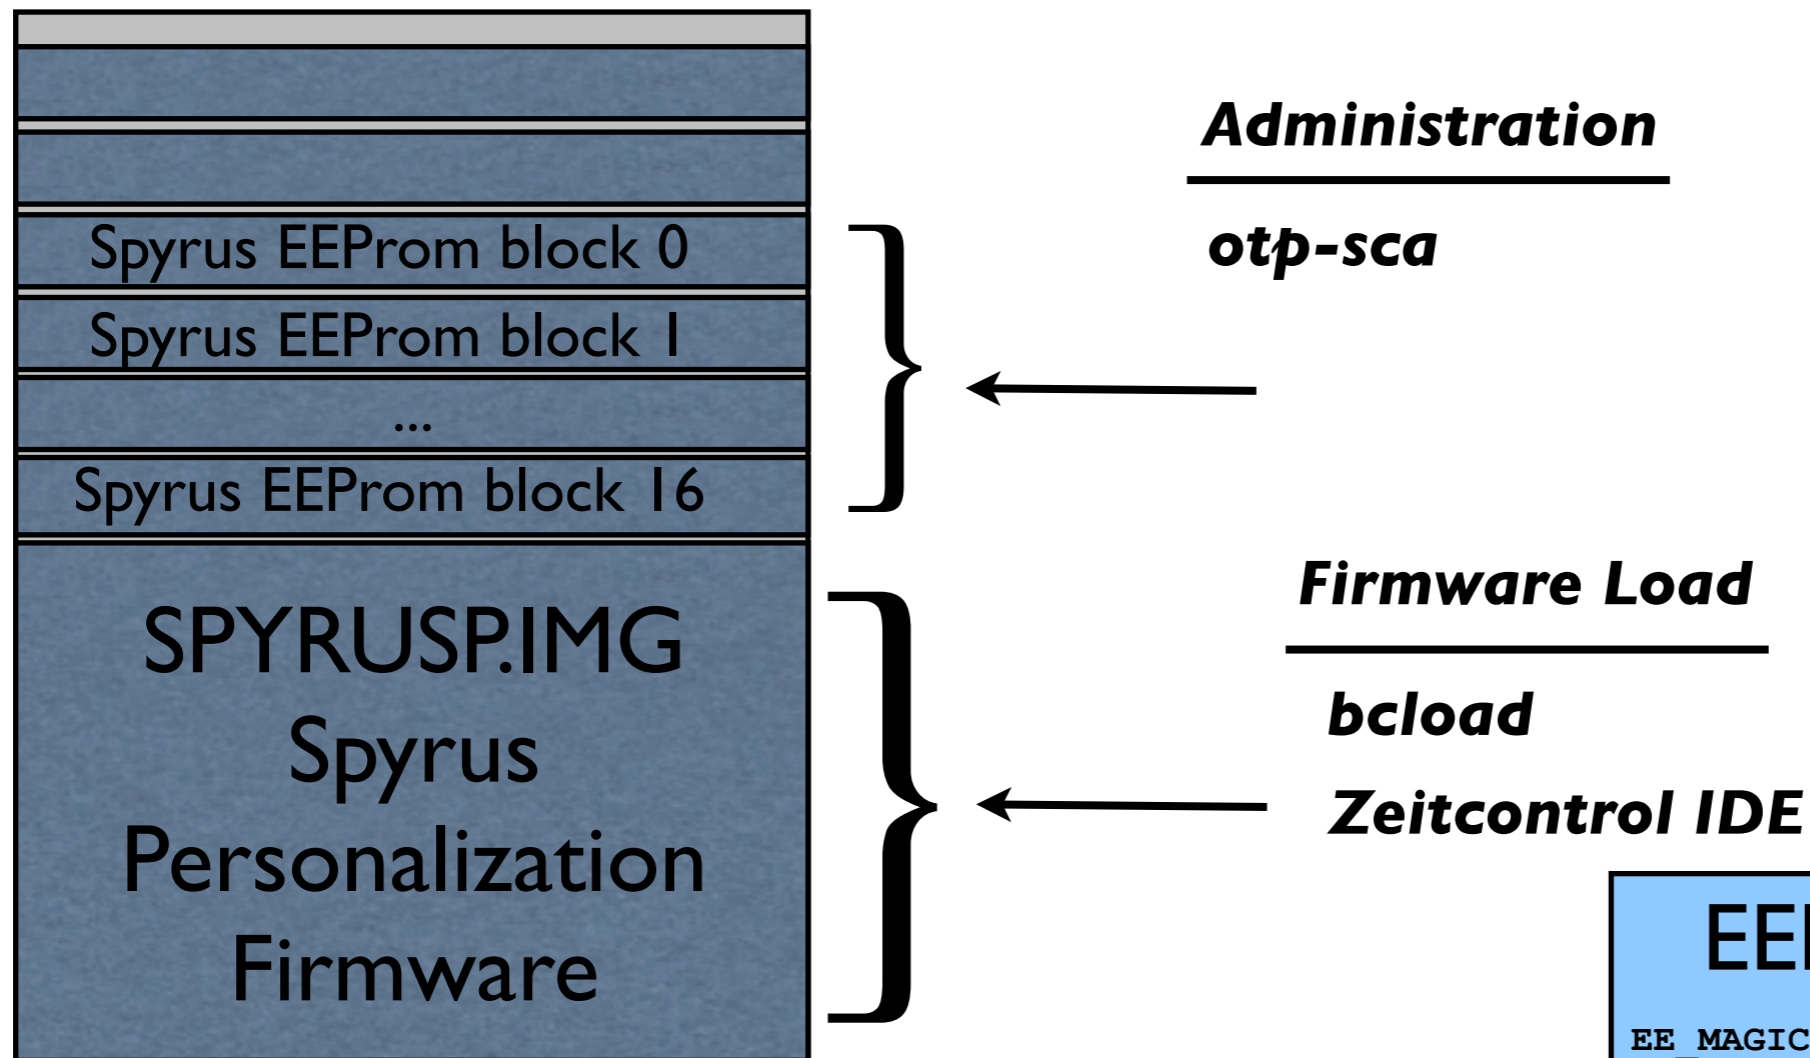 Spyrus EEProm block 0
Spyrus EEProm block 1
...
Spyrus EEProm block 16
SPYRUSP.IMG
Spyrus
Personalization
Firmware
Administration
otp-sca
Firmware Load
bcload
Zeitcontrol IDE
EE_MAGIC